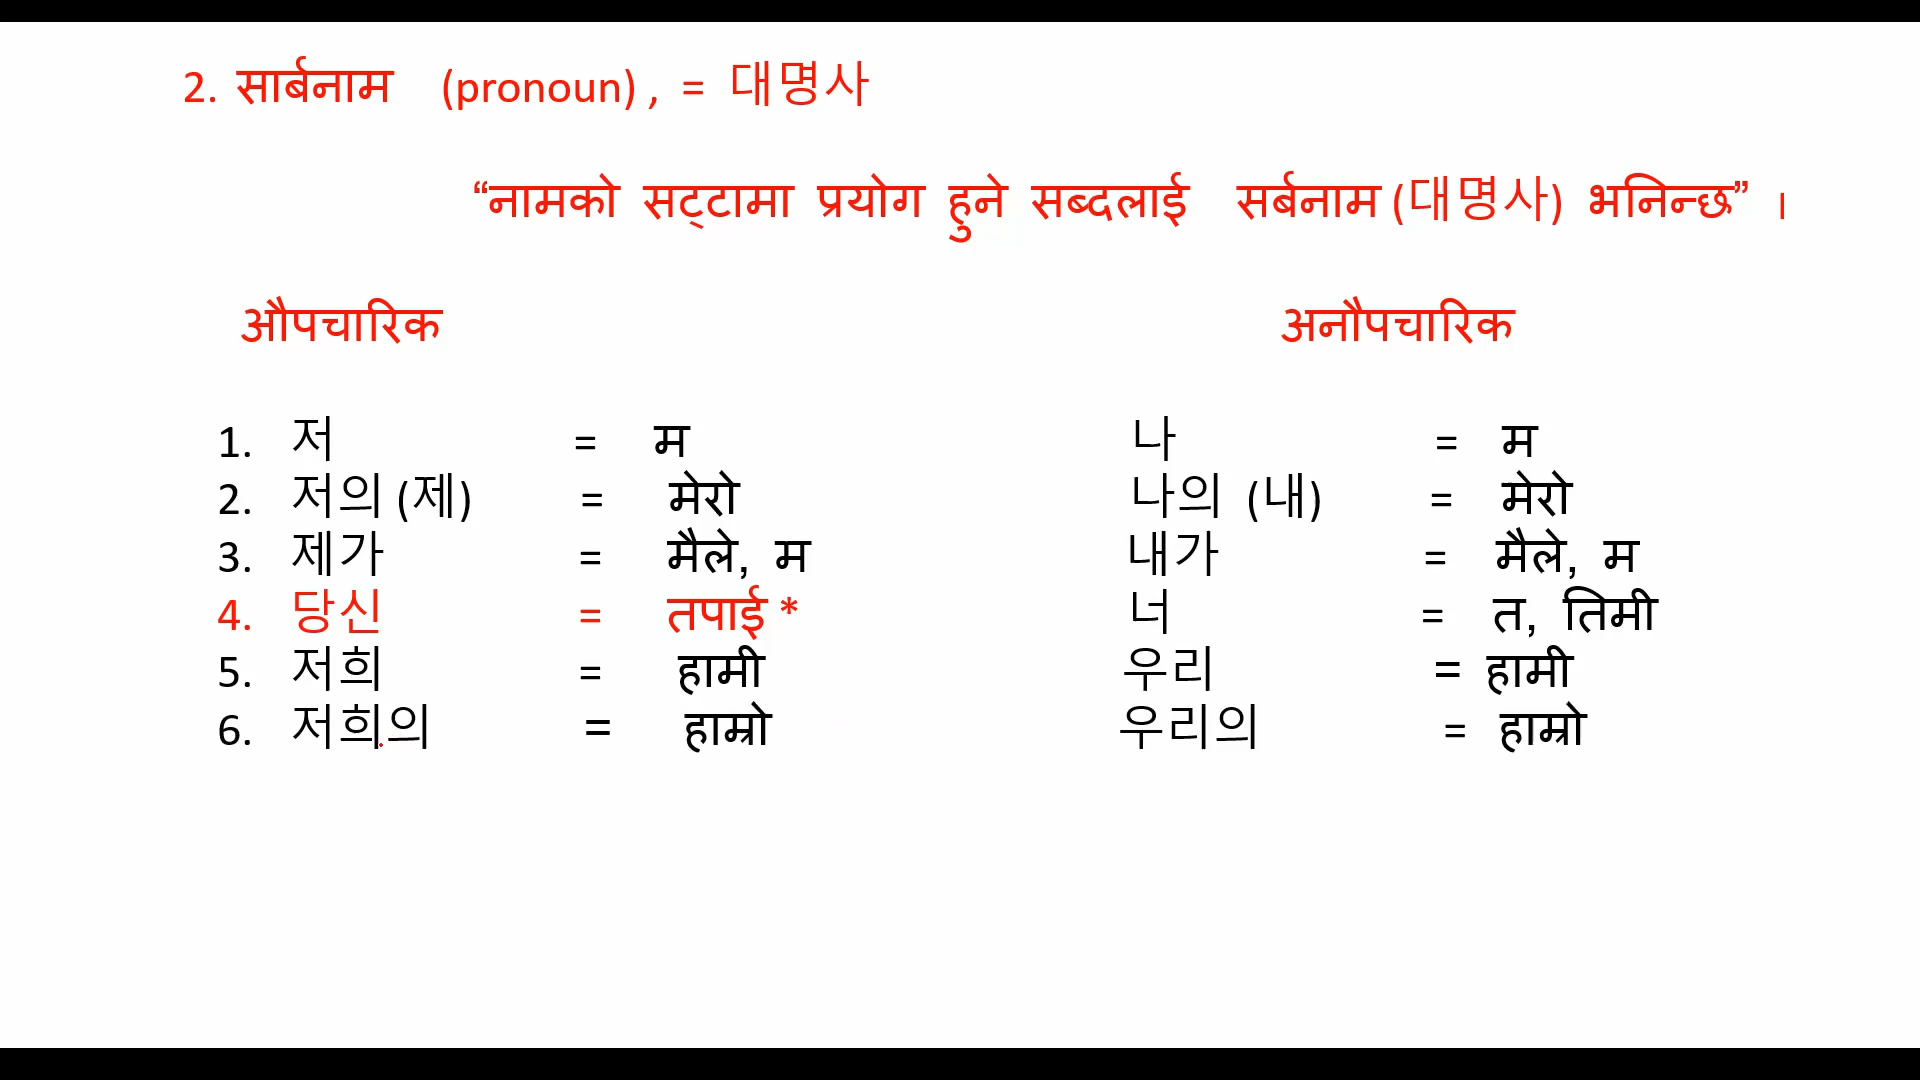 2. सार्बनाम (pronoun) , = 대명사
“नामको सट्टामा प्रयोग हुने सब्दलाई सर्बनाम (대명사) भनिन्छ” ।
औपचारिक अनौपचारिक
1. 저 = म 나 = म
2. 저의 (제) = मेरो 나의 (내) = मेरो
3. 제가 = मैले, म 내가 = मैले, म
4. 당신 = तपाई * 너 = त, तिमी
5. 저희 = हामी 우리 = हामी
6. 저희의 = हाम्रो 우리의 = हाम्रो